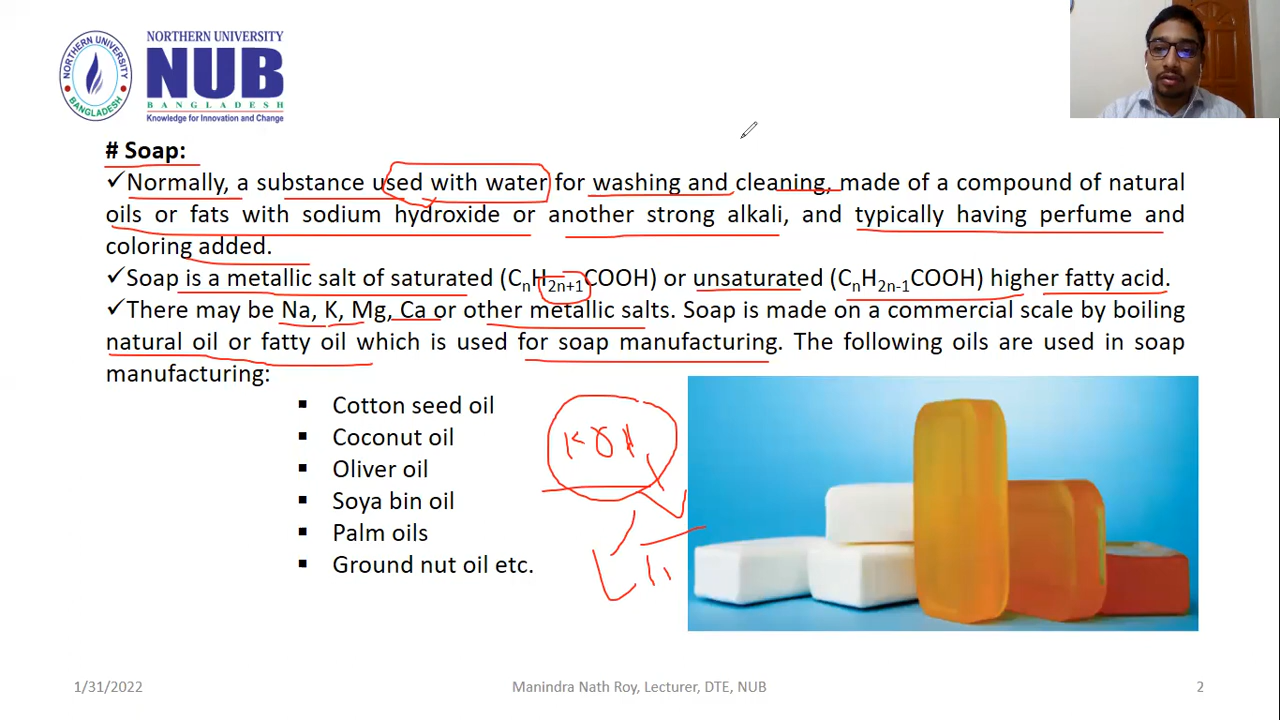 NORTHERN UNIVERSITY
NUB
BANGLADESH
Knowledge for Innovation and Change
NORTHERN UNIVERSITY
BANGLADESH
# Soap:
✓Normally, a substance used with water for washing and cleaning, made of a compound of natural
oils or fats with sodium hydroxide or another strong alkali, and typically having perfume and
coloring added.
✓Soap is a metallic salt of saturated (CnH2n+1COOH) or unsaturated (CnH2n-1COOH) higher fatty acid.
✓There may be Na, K, Mg, Ca or other metallic salts. Soap is made on a commercial scale by boiling
natural oil or fatty oil which is used for soap manufacturing. The following oils are used in soap
manufacturing:
▪ Cotton seed oil
▪ Coconut oil
▪ Oliver oil
▪ Soya bin oil
▪ Palm oils
▪ Ground nut oil etc.
KOH
1/31/2022
Manindra Nath Roy, Lecturer, DTE, NUB
2